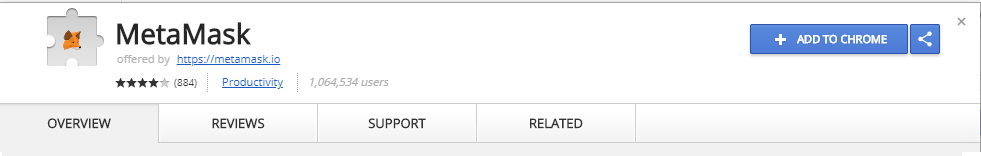 MetaMask
ADD TO CHROME
offered by https://metamask.io
(884) Productivity 1,064,534 users
OVERVIEW REVIEWS SUPPORT RELATED